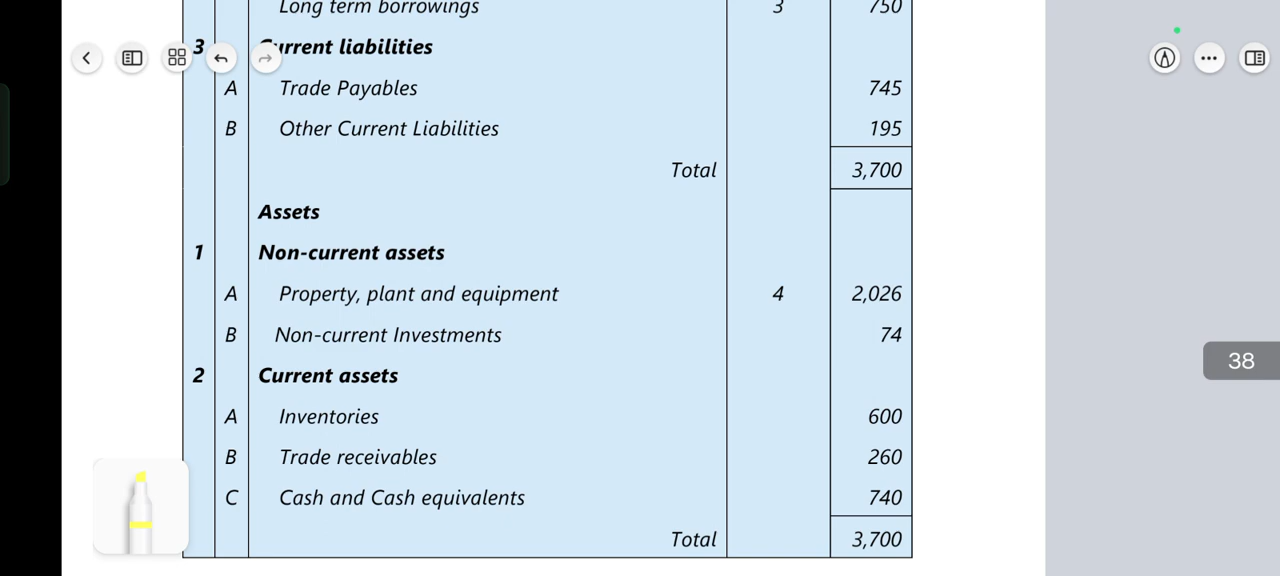 Long term borrowings 3 750
3 Current liabilities
A Trade Payables 745
B Other Current Liabilities 195
Total 3,700
Assets
1 Non-current assets
A Property, plant and equipment 4 2,026
B Non-current Investments 74
2 Current assets
A Inventories 600
B Trade receivables 260
C Cash and Cash equivalents 740
Total 3,700
38